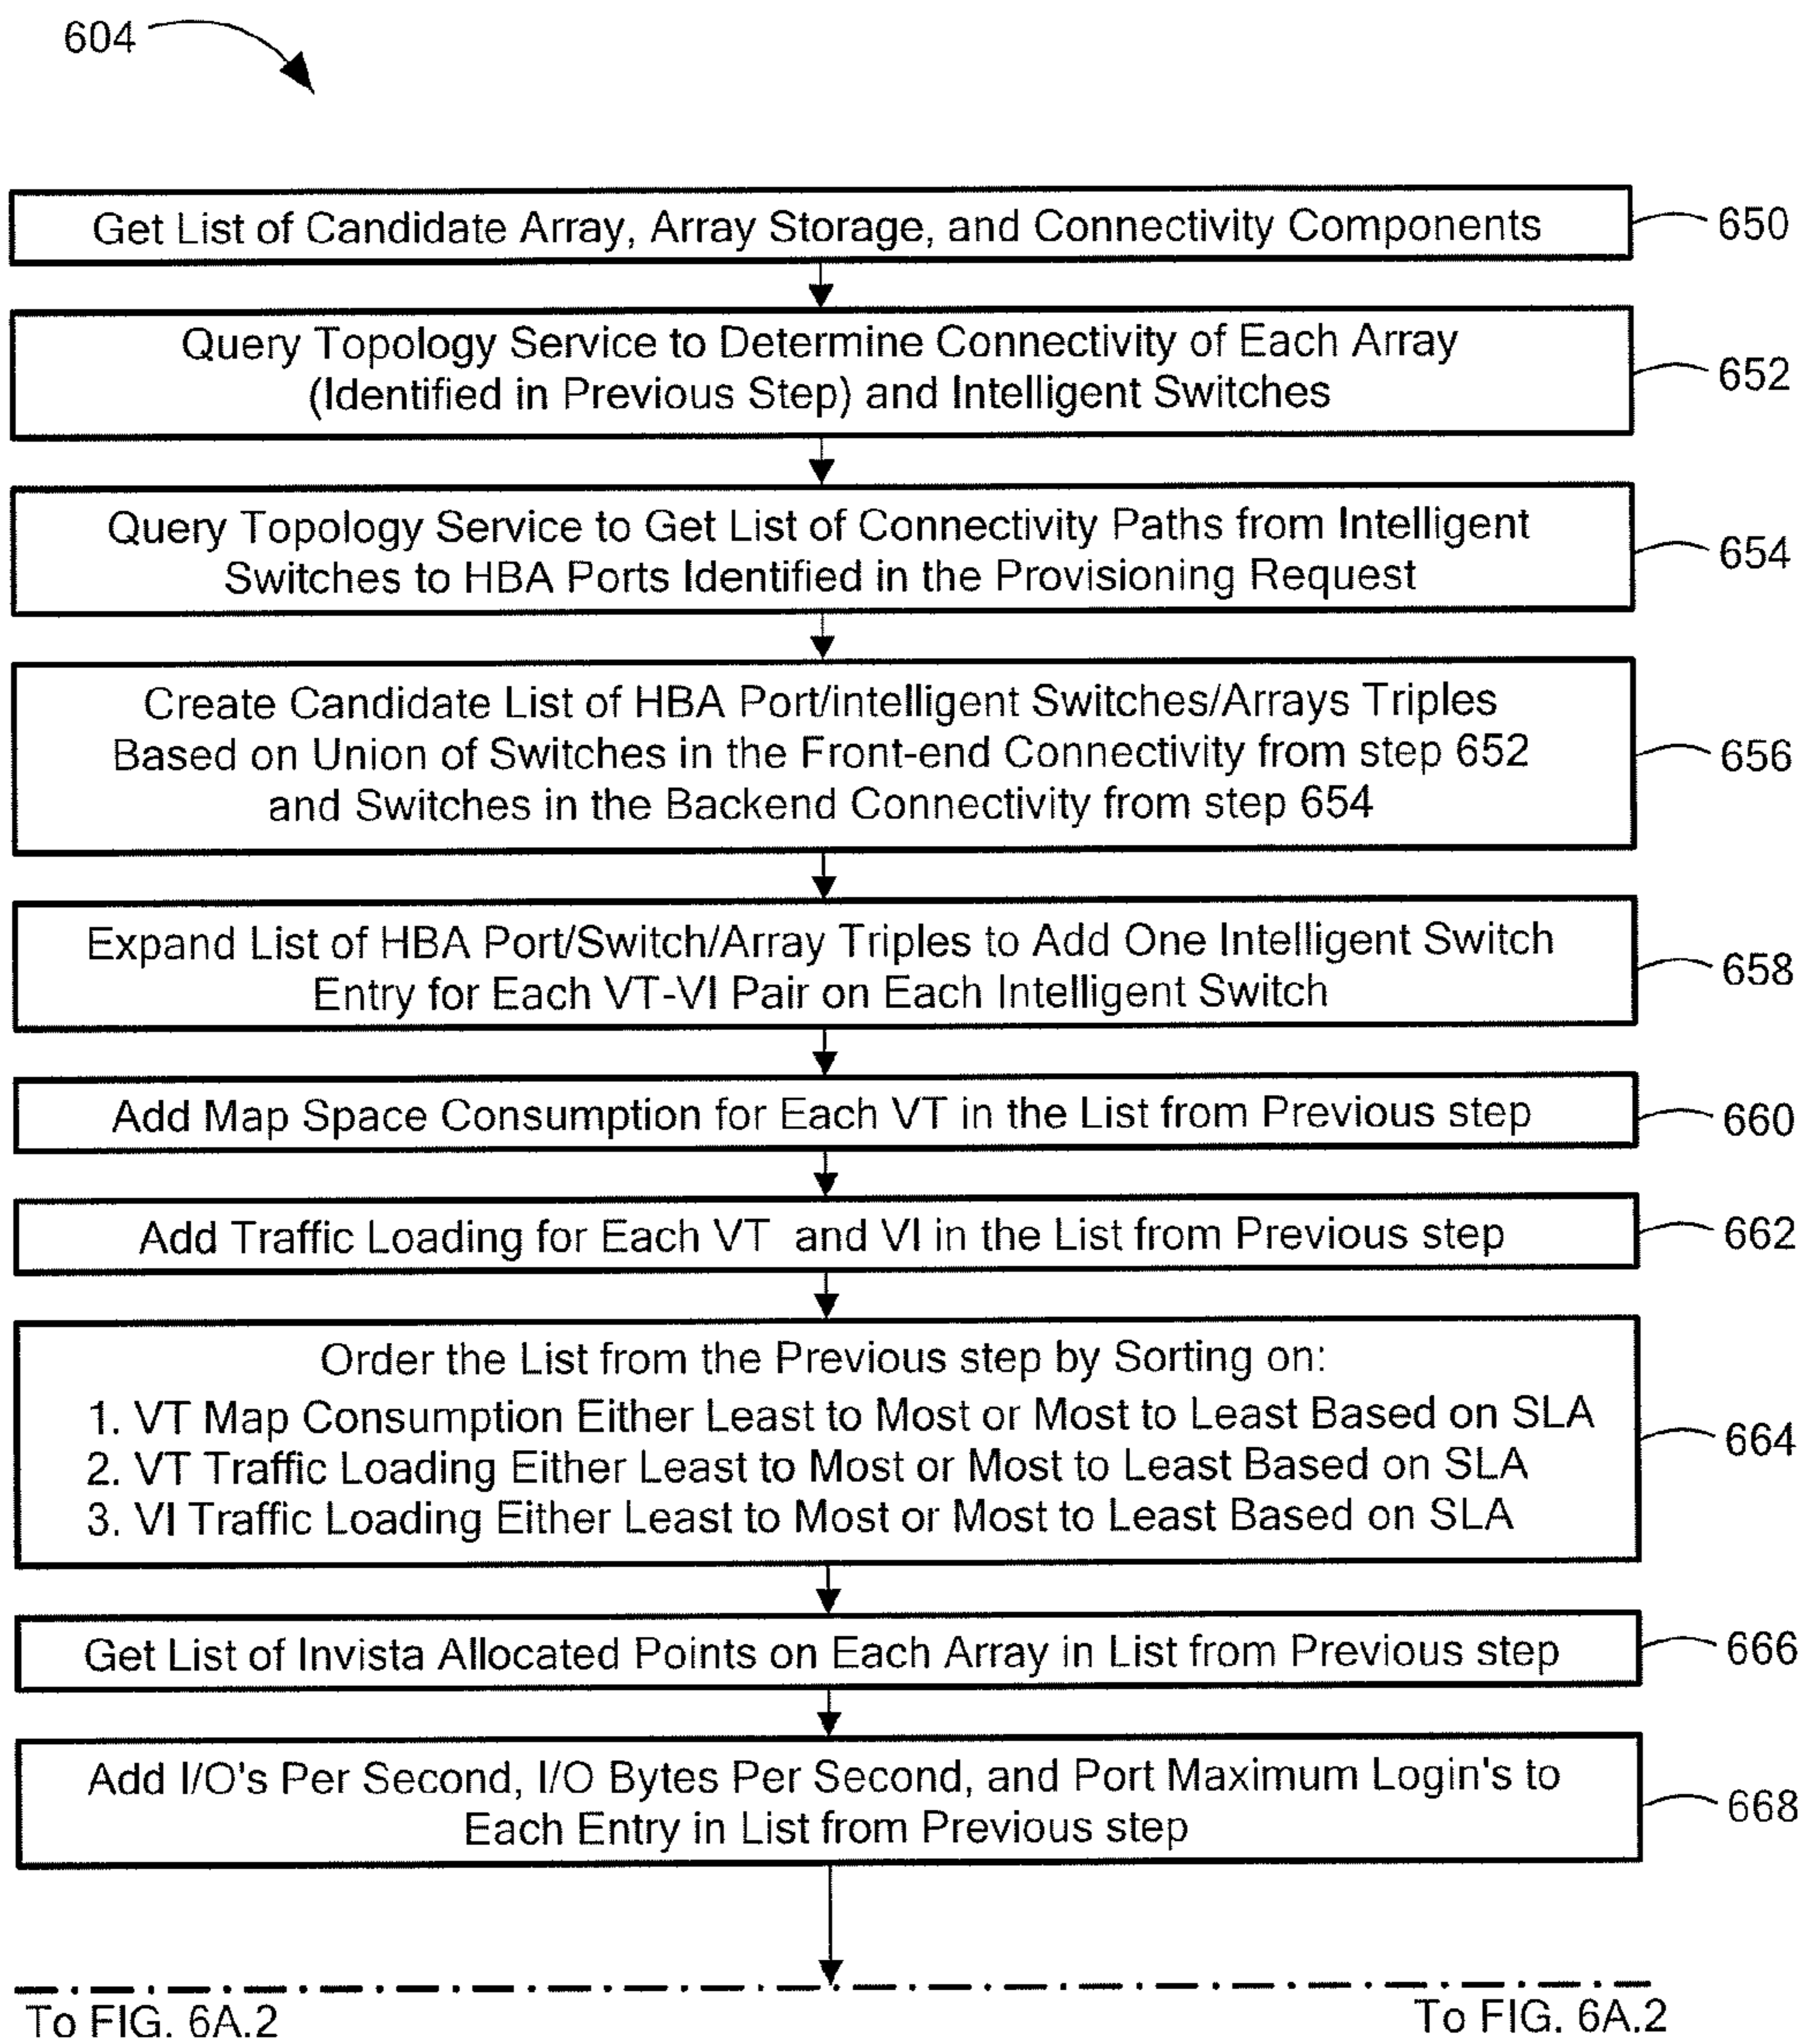 604
Get List of Candidate Array, Array Storage, and Connectivity Components
650
Query Topology Service to Determine Connectivity of Each Array
(Identified in Previous Step) and Intelligent Switches
652
Query Topology Service to Get List of Connectivity Paths from Intelligent
Switches to HBA Ports Identified in the Provisioning Request
654
Create Candidate List of HBA Port/intelligent Switches/Arrays Triples
Based on Union of Switches in the Front-end Connectivity from step 652
and Switches in the Backend Connectivity from step 654
656
Expand List of HBA Port/Switch/Array Triples to Add One Intelligent Switch
Entry for Each VT-VI Pair on Each Intelligent Switch
658
Add Map Space Consumption for Each VT in the List from Previous step
660
Add Traffic Loading for Each VT and VI in the List from Previous step
662
Order the List from the Previous step by Sorting on:
1. VT Map Consumption Either Least to Most or Most to Least Based on SLA
2. VT Traffic Loading Either Least to Most or Most to Least Based on SLA
3. VI Traffic Loading Either Least to Most or Most to Least Based on SLA
664
Get List of Invista Allocated Points on Each Array in List from Previous step
666
Add I/O's Per Second, I/O Bytes Per Second, and Port Maximum Login's to
Each Entry in List from Previous step
668
To FIG. 6A.2
To FIG. 6A.2